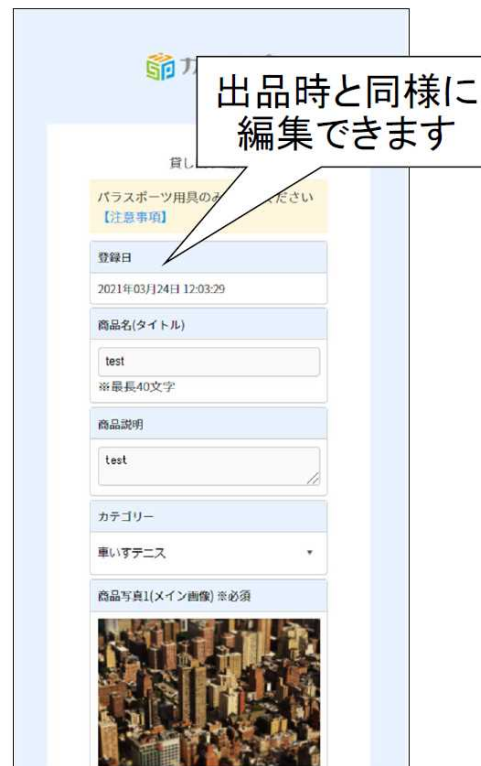 出品時と同様に
編集できます
パラスポーツ用具のみ
ださい
【注意事項】
登録日
2021年03月24日 12:03:29
商品名(タイトル)
test
※最長40文字
商品説明
test
カテゴリー
車いすテニス
商品写真1(メイン画像) ※必須